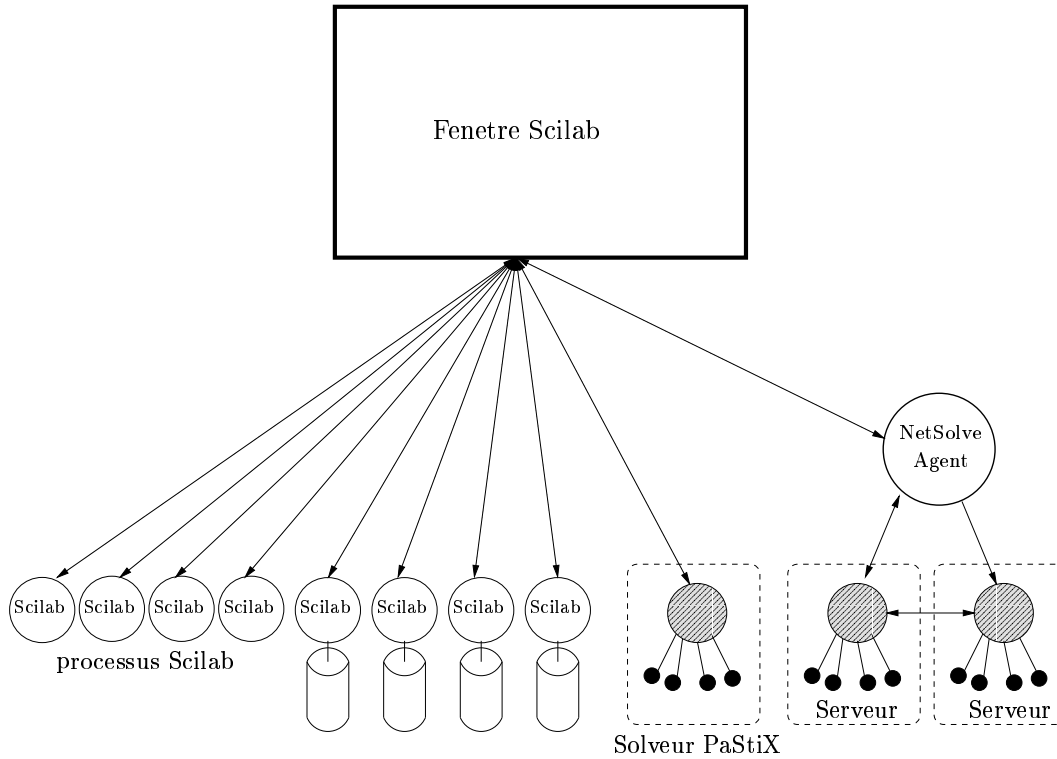 Fenetre Scilab
NetSolve
Agent
Scilab
Scilab
Scilab
Scilab
Scilab
Scilab
Scilab
Scilab
processus Scilab
Serveur
Serveur
Solveur PaStiX